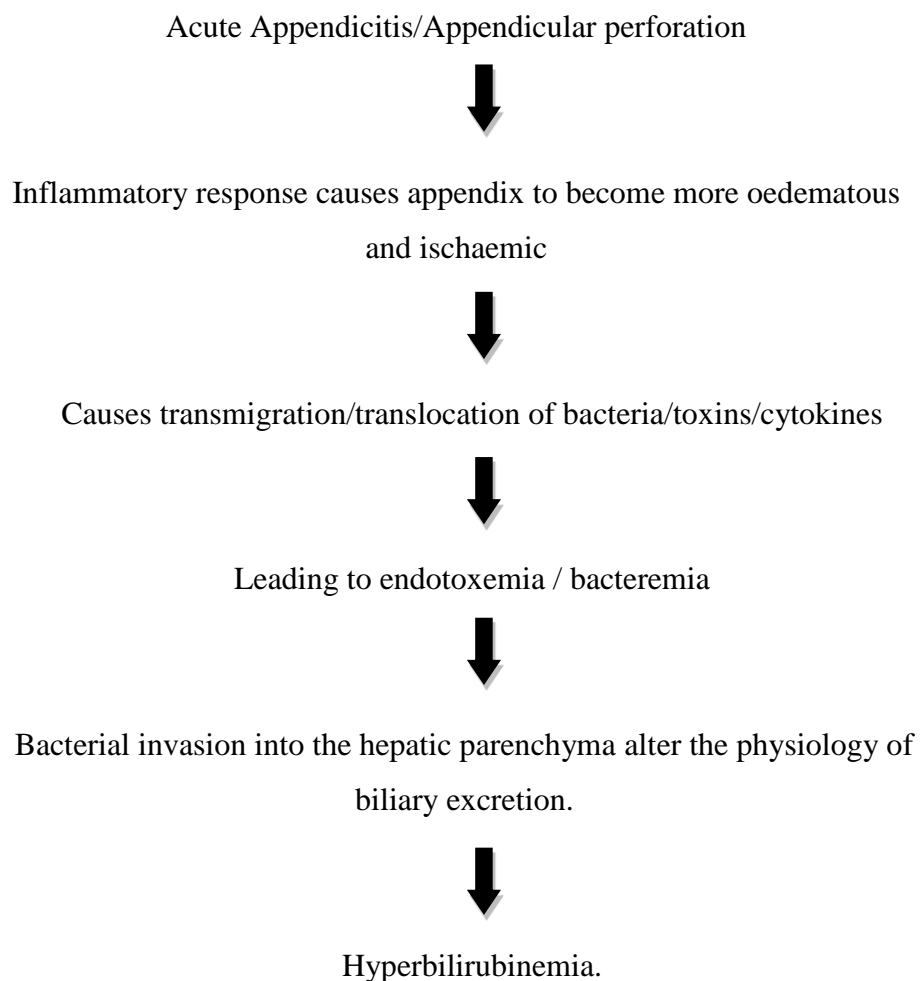 Acute Appendicitis/Appendicular perforation
Inflammatory response causes appendix to become more oedematous
and ischaemic
Causes transmigration/translocation of bacteria/toxins/cytokines
Leading to endotoxemia / bacteremia
Bacterial invasion into the hepatic parenchyma alter the physiology of
biliary excretion.
Hyperbilirubinemia.